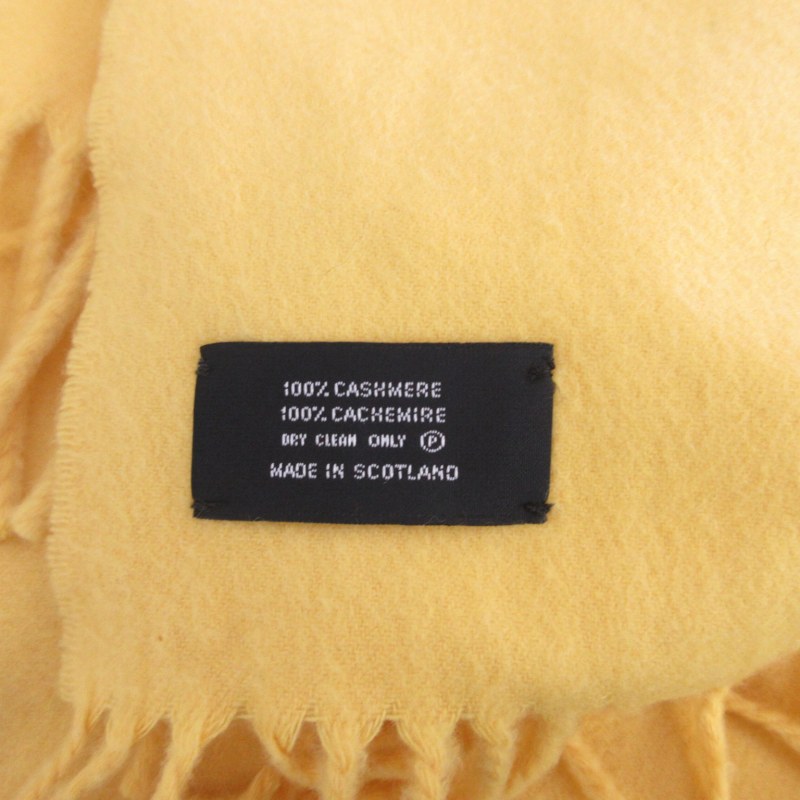 100% CASHMERE
100% CACHEMIRE
DRY CLEAN ONLY Ⓟ
MADE IN SCOTLAND